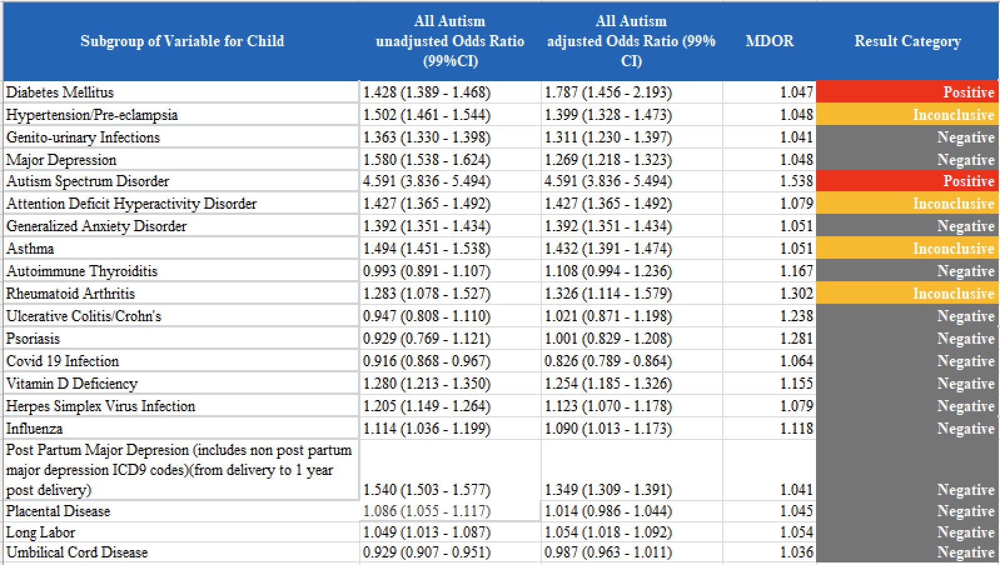 Subgroup of Variable for Child | All Autism unadjusted Odds Ratio (99%CI) | All Autism adjusted Odds Ratio (99% CI) | MDOR | Result Category
Diabetes Mellitus | 1.428 (1.389 - 1.468) | 1.787 (1.456 - 2.193) | 1.047 | Positive
Hypertension/Pre-eclampsia | 1.502 (1.461 - 1.544) | 1.399 (1.328 - 1.473) | 1.048 | Inconclusive
Genito-urinary Infections | 1.363 (1.330 - 1.398) | 1.311 (1.230 - 1.397) | 1.041 | Negative
Major Depression | 1.580 (1.538 - 1.624) | 1.269 (1.218 - 1.323) | 1.048 | Negative
Autism Spectrum Disorder | 4.591 (3.836 - 5.494) | 4.591 (3.836 - 5.494) | 1.538 | Positive
Attention Deficit Hyperactivity Disorder | 1.427 (1.365 - 1.492) | 1.427 (1.365 - 1.492) | 1.079 | Inconclusive
Generalized Anxiety Disorder | 1.392 (1.351 - 1.434) | 1.392 (1.351 - 1.434) | 1.051 | Negative
Asthma | 1.494 (1.451 - 1.538) | 1.432 (1.391 - 1.474) | 1.051 | Inconclusive
Autoimmune Thyroiditis | 0.993 (0.891 - 1.107) | 1.108 (0.994 - 1.236) | 1.167 | Negative
Rheumatoid Arthritis | 1.283 (1.078 - 1.527) | 1.326 (1.114 - 1.579) | 1.302 | Inconclusive
Ulcerative Colitis/Crohn's | 0.947 (0.808 - 1.110) | 1.021 (0.871 - 1.198) | 1.238 | Negative
Psoriasis | 0.929 (0.769 - 1.121) | 1.001 (0.829 - 1.208) | 1.281 | Negative
Covid 19 Infection | 0.916 (0.868 - 0.967) | 0.826 (0.789 - 0.864) | 1.064 | Negative
Vitamin D Deficiency | 1.280 (1.213 - 1.350) | 1.254 (1.185 - 1.326) | 1.155 | Negative
Herpes Simplex Virus Infection | 1.205 (1.149 - 1.264) | 1.123 (1.070 - 1.178) | 1.079 | Negative
Influenza | 1.114 (1.036 - 1.199) | 1.090 (1.013 - 1.173) | 1.118 | Negative
Post Partum Major Depresion (includes non post partum
major depression ICD9 codes)(from delivery to 1 year
post delivery) | 1.540 (1.503 - 1.577) | 1.349 (1.309 - 1.391) | 1.041 | Negative
Placental Disease | 1.086 (1.055 - 1.117) | 1.014 (0.986 - 1.044) | 1.045 | Negative
Long Labor | 1.049 (1.013 - 1.087) | 1.054 (1.018 - 1.092) | 1.054 | Negative
Umbilical Cord Disease | 0.929 (0.907 - 0.951) | 0.987 (0.963 - 1.011) | 1.036 | Negative